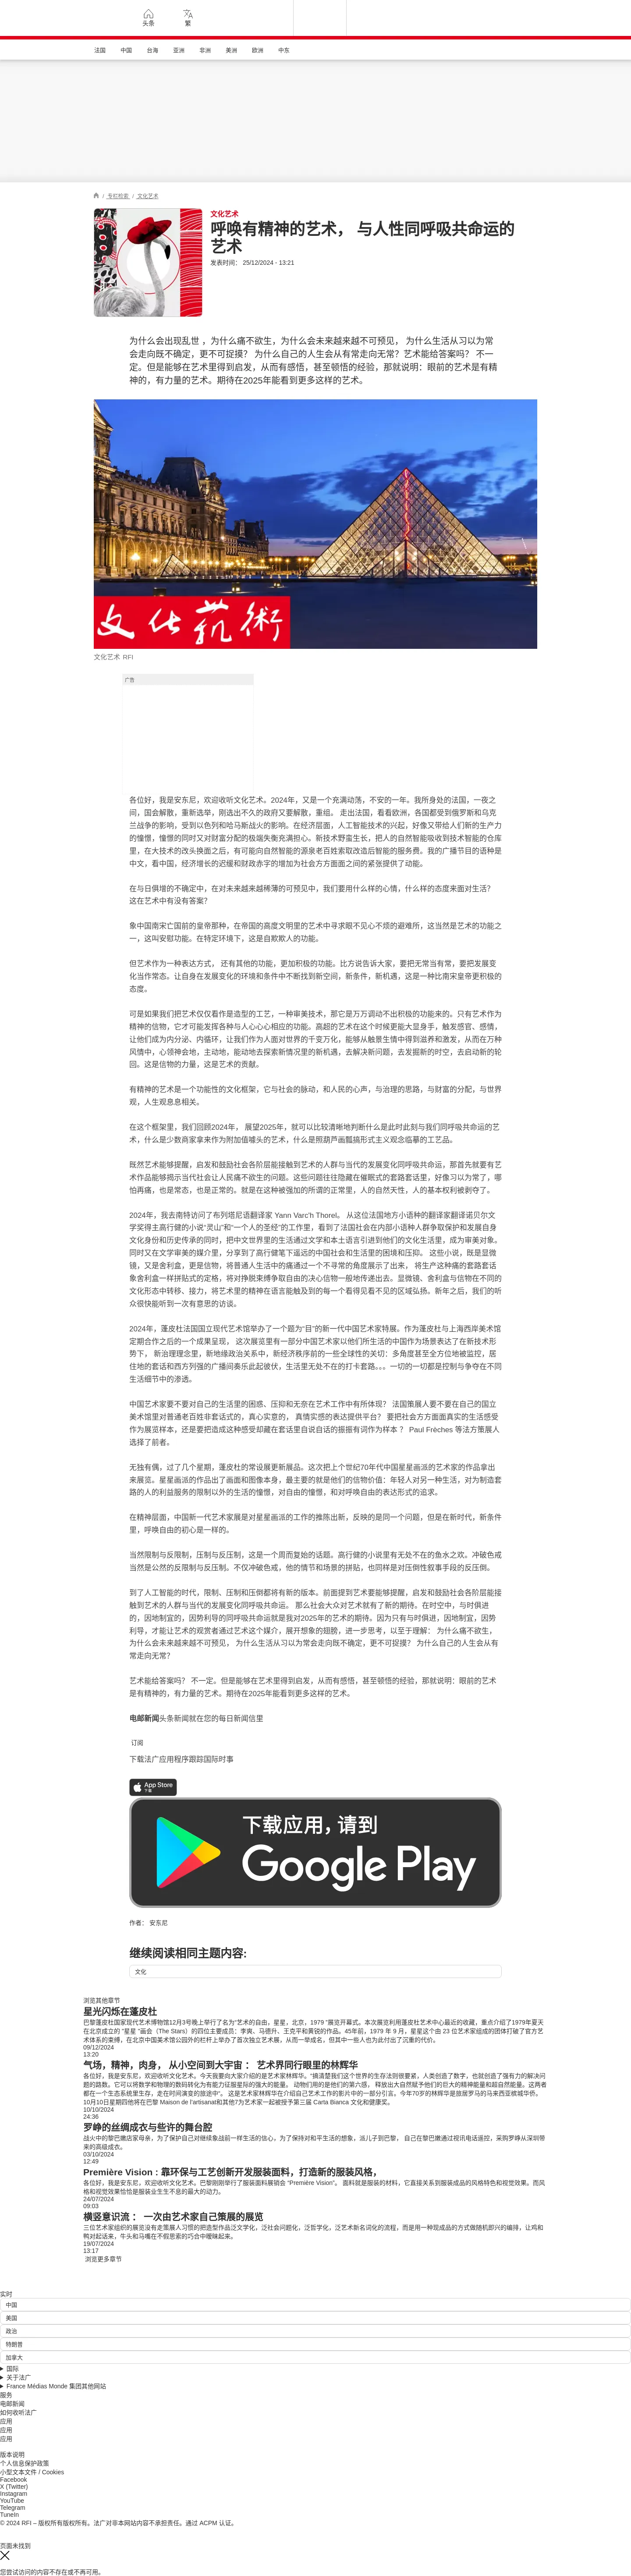 头条
繁
法国 中国 台海 亚洲 非洲 美洲 欧洲 中东
/ 专栏检索 / 文化艺术
文化艺术
呼唤有精神的艺术， 与人性同呼吸共命运的
艺术
发表时间： 25/12/2024 - 13:21
为什么会出现乱世 ，为什么痛不欲生，为什么会未来越来越不可预见， 为什么生活从习以为常
会走向既不确定，更不可捉摸？ 为什么自己的人生会从有常走向无常？艺术能给答案吗？ 不一
定。但是能够在艺术里得到启发，从而有感悟，甚至顿悟的经验，那就说明：眼前的艺术是有精
神的，有力量的艺术。期待在2025年能看到更多这样的艺术。
文化藝術
文化艺术 RFI
广告
各位好，我是安东尼，欢迎收听文化艺术。2024年，又是一个充满动荡，不安的一年。我所身处的法国，一夜之
间，国会解散，重新选举，刚选出不久的政府又要解散，重组。 走出法国，看看欧洲，各国都受到俄罗斯和乌克
兰战争的影响，受到以色列和哈马斯战火的影响。在经济层面，人工智能技术的兴起，好像又带给人们新的生产力
的憧憬，憧憬的同时又对财富分配的极端失衡充满担心。新技术野蛮生长，把人的自然智能吸收到技术智能的仓库
里，在大技术的改头换面之后，有可能向自然智能的源泉老百姓索取改造后智能的服务费。我的广播节目的语种是
中文，看中国，经济增长的迟缓和财政赤字的增加为社会方方面面之间的紧张提供了动能。
在与日俱增的不确定中，在对未来越来越稀薄的可预见中，我们要用什么样的心情，什么样的态度来面对生活？
这在艺术中有没有答案？
象中国南宋亡国前的皇帝那种，在帝国的高度文明里的艺术中寻求眼不见心不烦的避难所，这当然是艺术的功能之
一，这叫安慰功能。在特定环境下，这是自欺欺人的功能。
但艺术作为一种表达方式， 还有其他的功能，更加积极的功能。比方说告诉大家，要把无常当有常，要把发展变
化当作常态。让自身在发展变化的环境和条件中不断找到新空间，新条件，新机遇，这是一种比南宋皇帝更积极的
态度。
可是如果我们把艺术仅仅看作是造型的工艺，一种审美技术，那它是万万调动不出积极的功能来的。只有艺术作为
精神的信物，它才可能发挥各种与人心心心相应的功能。高超的艺术在这个时候更能大显身手，触发感官、感情，
让他们成为内分泌、内循环，让我们作为人面对世界的千变万化，能够从触景生情中得到滋养和激发，从而在万种
风情中，心领神会地，主动地，能动地去探索新情况里的新机遇，去解决新问题，去发掘新的时空，去启动新的轮
回。这是信物的力量，这是艺术的贡献。
有精神的艺术是一个功能性的文化框架，它与社会的脉动，和人民的心声，与治理的思路，与财富的分配，与世界
观，人生观息息相关。
在这个框架里，我们回顾2024年， 展望2025年，就可以比较清晰地判断什么是此时此刻与我们同呼吸共命运的艺
术，什么是少数商家拿来作为附加值噱头的艺术，什么是照葫芦画瓢搞形式主义观念临摹的工艺品。
既然艺术能够提醒，启发和鼓励社会各阶层能接触到艺术的人群与当代的发展变化同呼吸共命运，那首先就要有艺
术作品能够揭示当代社会让人民痛不欲生的问题。这些问题往往隐藏在催眠式的套路套话里，好像习以为常了，哪
怕再痛，也是常态，也是正常的。就是在这种被强加的所谓的正常里，人的自然天性，人的基本权利被剥夺了。
2024年，我去南特访问了布列塔尼语翻译家 Yann Varc'h Thorel。 从这位法国地方小语种的翻译家翻译诺贝尔文
学奖得主高行健的小说“灵山”和“一个人的圣经”的工作里，看到了法国社会在内部小语种人群争取保护和发展自身
文化身份和历史传承的同时，把中文世界里的生活通过文学和本土语言引进到他们的文化生活里，成为审美对象。
同时又在文学审美的媒介里，分享到了高行健笔下遥远的中国社会和生活里的困境和压抑。 这些小说，既是显微
镜，又是舍利盒，更是信物，将普通人生活中的痛通过一个不寻常的角度展示了出来， 将生产这种痛的套路套话
象舍利盒一样拼贴式的定格，将对挣脱束缚争取自由的决心信物一般地传递出去。显微镜、舍利盒与信物在不同的
文化形态中转移、接力，将艺术里的精神在语言能触及到的每一个看得见看不见的区域弘扬。新年之后，我们的听
众很快能听到一次有意思的访谈。
2024年，蓬皮杜法国国立现代艺术馆举办了一个题为“目”的新一代中国艺术家特展。作为蓬皮杜与上海西岸美术馆
定期合作之后的一个成果呈现， 这次展览里有一部分中国艺术家以他们所生活的中国作为场景表达了在新技术形
势下， 新治理理念里，新地缘政治关系中，新经济秩序前的一些全球性的关切：多角度甚至全方位地被监控，居
住地的套话和西方列强的广播间奏乐此起彼伏，生活里无处不在的打卡套路。。。一切的一切都是控制与争夺在不同
生活细节中的渗透。
中国艺术家要不要对自己的生活里的困惑、压抑和无奈在艺术工作中有所体现？ 法国策展人要不要在自己的国立
美术馆里对普通老百姓非套话式的，真心实意的， 真情实感的表达提供平台？ 要把社会方方面面真实的生活感受
作为展览样本，还是要把造成这种感受却藏在套话里自说自话的振振有词作为样本 ？ Paul Frèches 等法方策展人
选择了前者。
无独有偶，过了几个星期，蓬皮杜的常设展更新展品。这次把上个世纪70年代中国星星画派的艺术家的作品拿出
来展览。星星画派的作品出了画面和图像本身，最主要的就是他们的信物价值：年轻人对另一种生活，对为制造套
路的人的利益服务的限制以外的生活的憧憬，对自由的憧憬，和对呼唤自由的表达形式的追求。
在精神层面，中国新一代艺术家展是对星星画派的工作的推陈出新，反映的是同一个问题，但是在新时代，新条件
里，呼唤自由的初心是一样的。
当然限制与反限制，压制与反压制，这是一个周而复始的话题。高行健的小说里有无处不在的鱼水之欢。冲破色戒
当然是公然的反限制与反压制。不仅冲破色戒，他的情节和场景的拼贴，也同样是对压倒性叙事手段的反压倒。
到了人工智能的时代，限制、压制和压倒都将有新的版本。前面提到艺术要能够提醒，启发和鼓励社会各阶层能接
触到艺术的人群与当代的发展变化同呼吸共命运。 那么社会大众对艺术就有了新的期待。在时空中，与时俱进
的，因地制宜的，因势利导的同呼吸共命运就是我对2025年的艺术的期待。因为只有与时俱进，因地制宜，因势
利导，才能让艺术的观赏者通过艺术这个媒介，展开想象的翅膀，进一步思考，以至于理解： 为什么痛不欲生，
为什么会未来越来越不可预见， 为什么生活从习以为常会走向既不确定，更不可捉摸？ 为什么自己的人生会从有
常走向无常？
艺术能给答案吗？ 不一定。但是能够在艺术里得到启发，从而有感悟，甚至顿悟的经验，那就说明：眼前的艺术
是有精神的，有力量的艺术。期待在2025年能看到更多这样的艺术。
电邮新闻头条新闻就在您的每日新闻信里
订阅
下载法广应用程序跟踪国际时事
App Store
下载
下载应用，请到
Google Play
作者： 安东尼
继续阅读相同主题内容:
文化
浏览其他章节
星光闪烁在蓬皮杜
巴黎蓬皮杜国家现代艺术博物馆12月3号晚上举行了名为“艺术的自由，星星，北京，1979 ”展览开幕式。本次展览利用蓬皮杜艺术中心最近的收藏，重点介绍了1979年夏天
在北京成立的 “星星 ”画会（The Stars）的四位主要成员：李爽、马德升、王克平和黄锐的作品。45年前，1979 年 9 月，星星这个由 23 位艺术家组成的团体打破了官方艺
术体系的束缚，在北京中国美术馆公园外的栏杆上举办了首次独立艺术展，从而一举成名，但其中一些人也为此付出了沉重的代价。
09/12/2024
13:20
气场，精神，肉身， 从小空间到大宇宙 ： 艺术界同行眼里的林辉华
各位好，我是安东尼，欢迎收听文化艺术。今天我要向大家介绍的是艺术家林辉华。“搞清楚我们这个世界的生存法则很要紧，人类创造了数学，也就创造了强有力的解决问
题的路数。它可以将数学和物理的数码转化为有能力征服星际的强大的能量。 动物们用的是他们的第六感， 释放出大自然赋予他们的巨大的精神能量和超自然能量。这两者
都在一个生态系统里生存，走在时间演变的旅途中”。 这是艺术家林辉华在介绍自己艺术工作的影片中的一部分引言，今年70岁的林辉华是旅居罗马的马来西亚槟城华侨。
10月10日星期四他将在巴黎 Maison de l'artisanat和其他7为艺术家一起被授予第三届 Carta Bianca 文化和健康奖。
10/10/2024
24:36
罗峥的丝绸成衣与些许的舞台腔
战火中的黎巴嫩店家母亲，为了保护自己对继续象战前一样生活的信心，为了保持对和平生活的想象，派儿子到巴黎， 自己在黎巴嫩通过视讯电话遥控，采购罗峥从深圳带
来的高级成衣。
03/10/2024
12:49
Première Vision : 靠环保与工艺创新开发服装面料，打造新的服装风格，
各位好，我是安东尼，欢迎收听文化艺术。巴黎刚刚举行了服装面料展销会 “Première Vision”。 面料就是服装的材料，它直接关系到服装成品的风格特色和视觉效果。而风
格和视觉效果恰恰是服装业生生不息的最大的动力。
24/07/2024
09:03
横竖意识流 ： 一次由艺术家自己策展的展览
三位艺术家组织的展览没有走策展人习惯的把造型作品泛文学化，泛社会问题化，泛哲学化，泛艺术新名词化的流程，而是用一种现成品的方式做随机即兴的编排，让鸡和
鸭对起话来，牛头和马嘴在不假思索的巧合中暧昧起来。
19/07/2024
13:17
浏览更多章节
实时
中国
美国
政治
特朗普
加拿大
国际
关于法广
France Médias Monde 集团其他网站
服务
电邮新闻
如何收听法广
应用
应用
应用
版本说明
个人信息保护政策
小型文本文件 / Cookies
Facebook
X (Twitter)
Instagram
YouTube
Telegram
TuneIn
© 2024 RFI – 版权所有版权所有。法广对非本网站内容不承担责任。通过 ACPM 认证。
页面未找到
您尝试访问的内容不存在或不再可用。